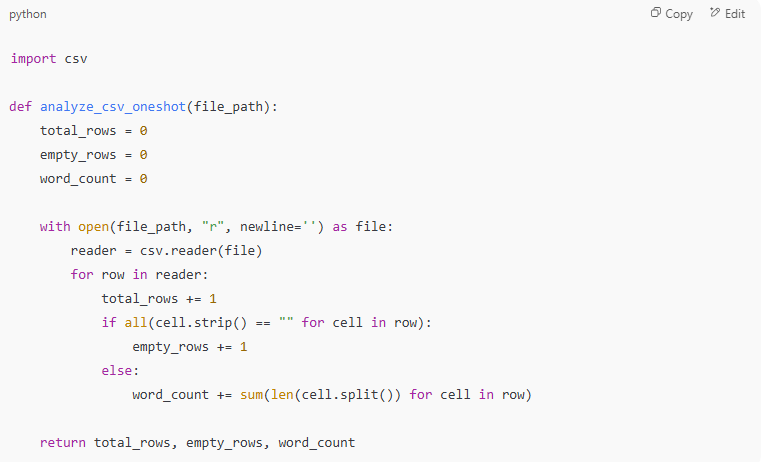 python
Copy Edit
import csv
def analyze_csv_oneshot(file_path):
    total_rows = 0
    empty_rows = 0
    word_count = 0
    with open(file_path, "r", newline='') as file:
        reader = csv.reader(file)
        for row in reader:
            total_rows += 1
            if all(cell.strip() == "" for cell in row):
                empty_rows += 1
            else:
                word_count += sum(len(cell.split()) for cell in row)
    return total_rows, empty_rows, word_count